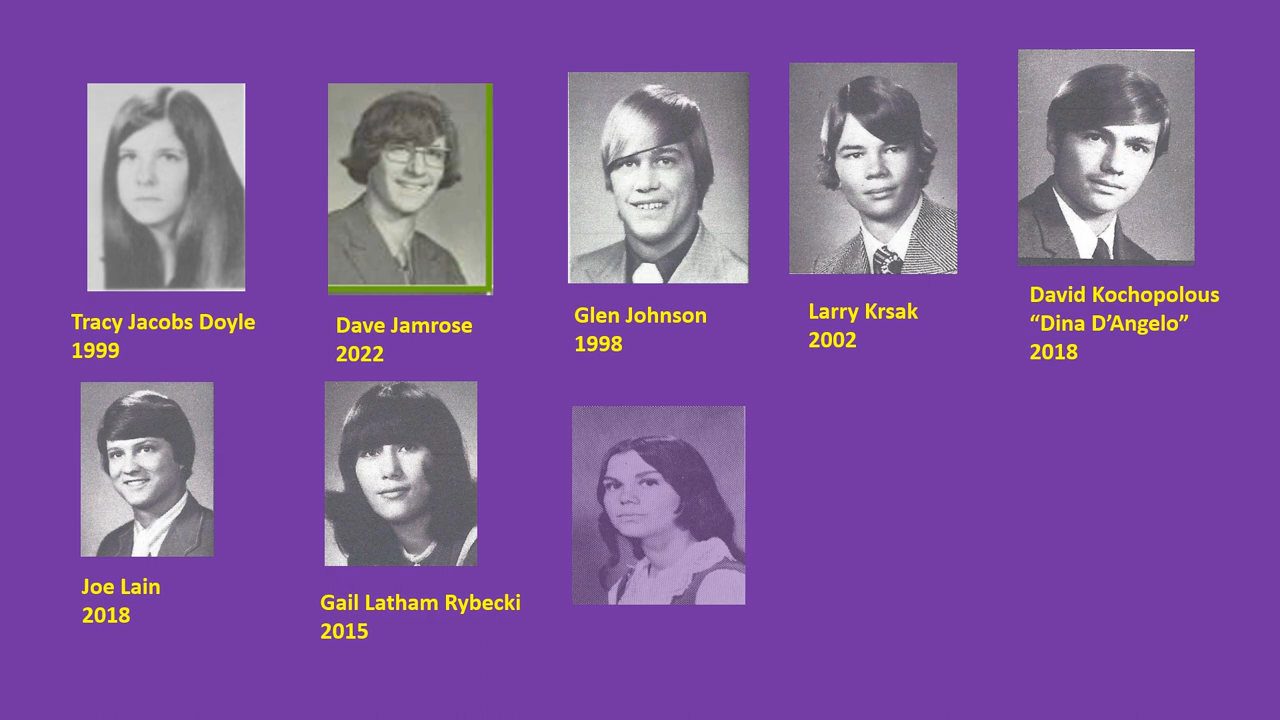 Tracy Jacobs Doyle
1999
Dave Jamrose
2022
Glen Johnson
1998
Larry Krsak
2002
David Kochopolous
“Dina D’Angelo”
2018
Joe Lain
2018
Gail Latham Rybecki
2015